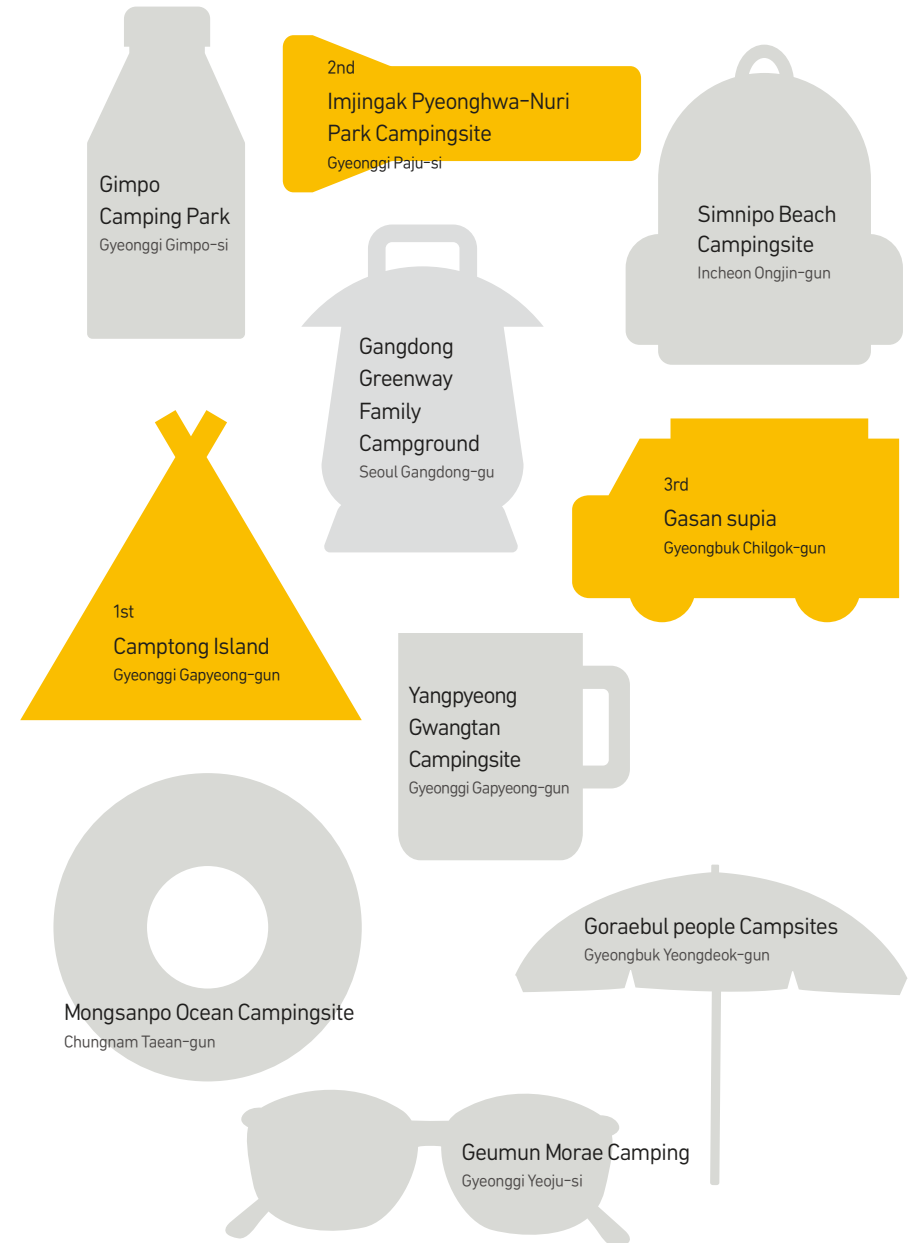 2nd
Imjingak Pyeonghwa-Nuri
Park Campingsite
Gyeonggi Paju-si
Gimpo
Camping Park
Gyeonggi Gimpo-si
Simnipo Beach
Campingsite
Incheon Ongjin-gun
Gangdong
Greenway
Family
Campground
Seoul Gangdong-gu
3rd
Gasan supia
Gyeongbuk Chilgok-gun
1st
Camptong Island
Gyeonggi Gapyeong-gun
Yangpyeong
Gwangtan
Campingsite
Gyeonggi Gapyeong-gun
Goraebul people Campsites
Gyeongbuk Yeongdeok-gun
Mongsanpo Ocean Campingsite
Chungnam Taean-gun
Geumun Morae Camping
Gyeonggi Yeoju-si